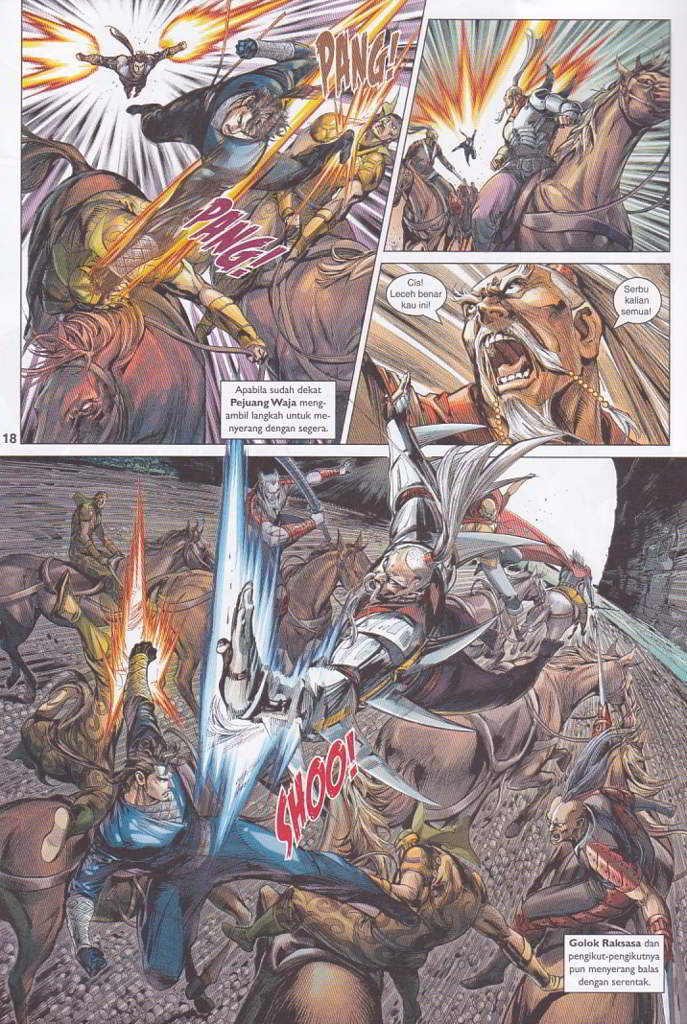 PANG!
PANG!
Apabila sudah dekat
Pejuang Waja meng-
ambil langkah untuk me-
nyerang dengan segera.
Cis!
Leceh benar
kau ini!
Serbu
kalian
semua!
18
SHOO!
Golok Raksasa dan
pengikut-pengikutnya
pun menyerang balas
dengan serentak.